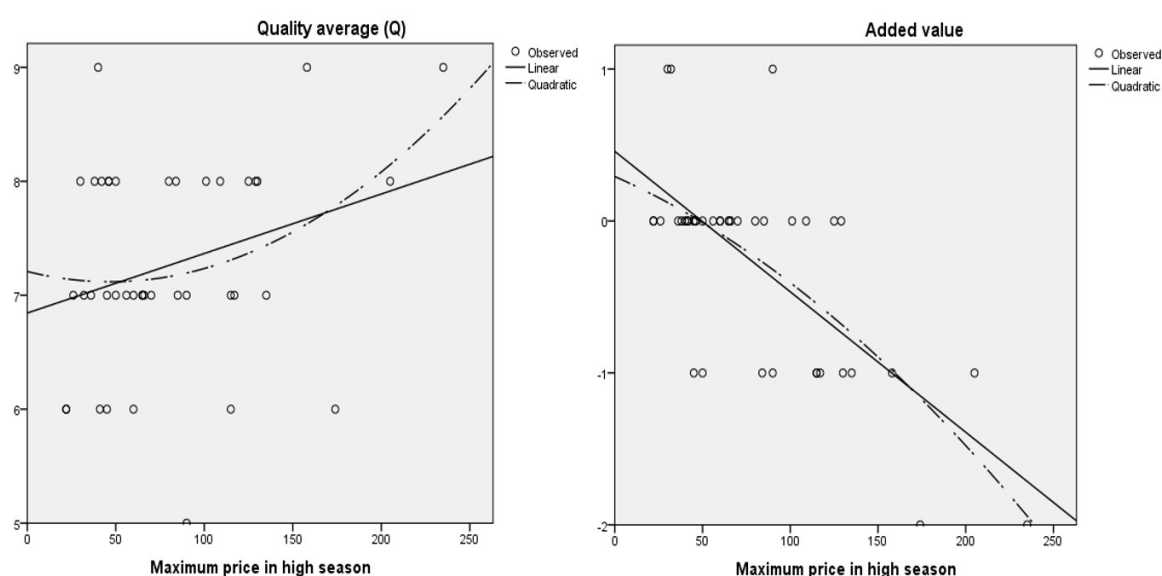 Quality average (Q)
Observed
Linear
Quadratic
9
8
7
6
5
0
50
100
150
200
250
Maximum price in high season
Added value
Observed
Linear
Quadratic
1
0
-1
-2
0
50
100
150
200
250
Maximum price in high season